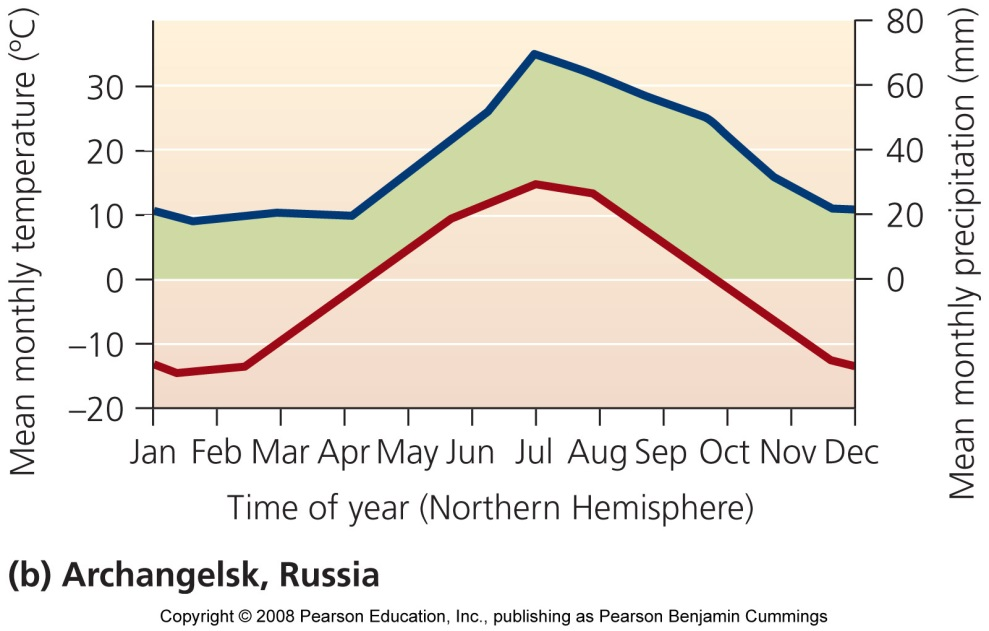 Mean monthly temperature (ºC)
30
20
10
0
–10
–20
80
60
40
20
0
Mean monthly precipitation (mm)
Jan Feb Mar Apr May Jun Jul Aug Sep Oct Nov Dec
Time of year (Northern Hemisphere)
(b) Archangelsk, Russia
Copyright © 2008 Pearson Education, Inc., publishing as Pearson Benjamin Cummings